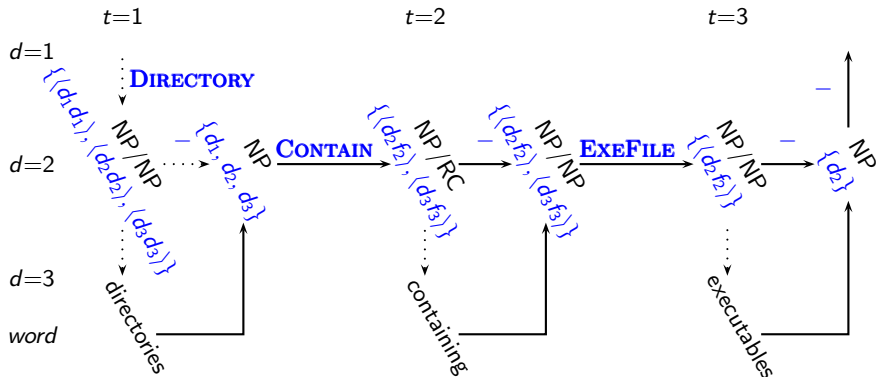 t=1 t=2 t=3
d=1
DIRECTORY
–
{⟨d₁d₁⟩, ⟨d₂d₂⟩, ⟨d₃d₃⟩}
NP/NP
–
{d₁, d₂, d₃}
NP
CONTAIN
{⟨d₂f₂⟩, ⟨d₃f₃⟩}
NP/RC
–
{⟨d₂f₂⟩, ⟨d₃f₃⟩}
NP/NP
EXEFILE
{⟨d₂f₂⟩}
NP/NP
–
{d₂}
NP
d=2
d=3
directories
containing
executables
word